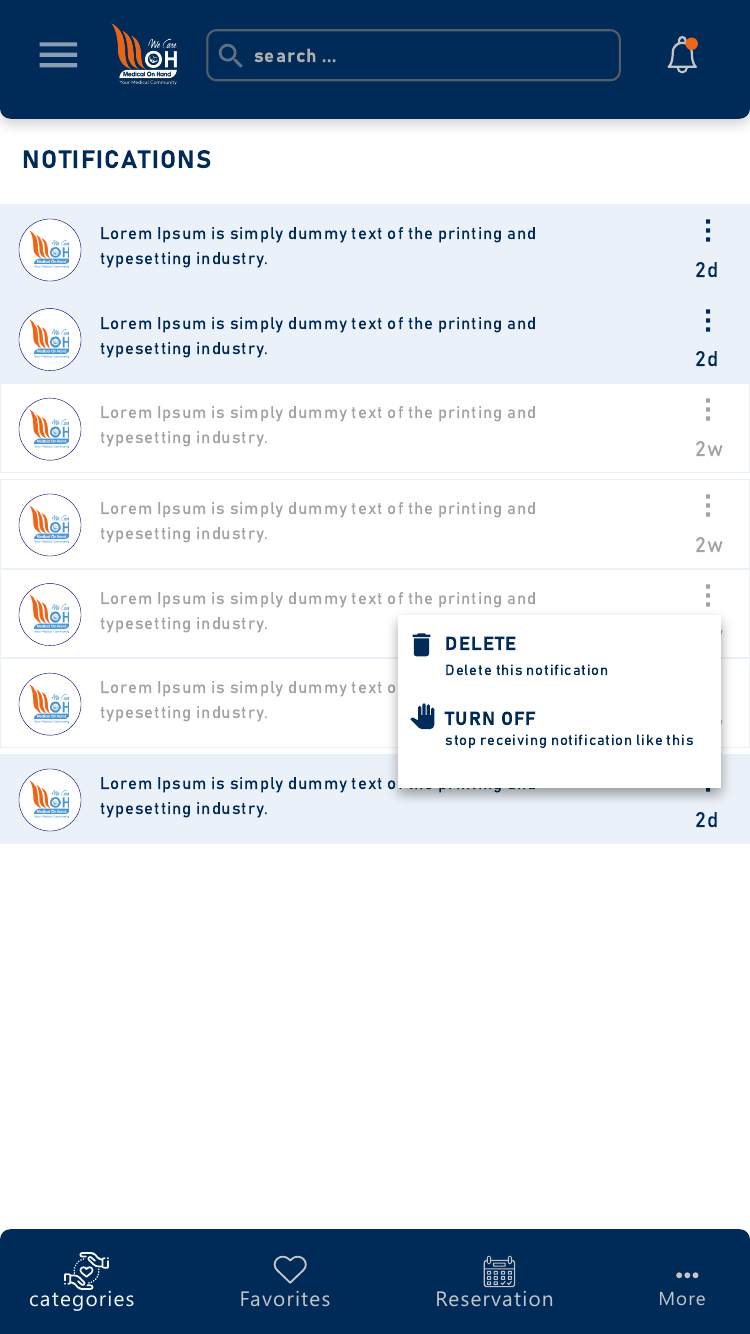 We Care
OH
Medical On Hand
Your Medical Community
search ...
NOTIFICATIONS
Lorem Ipsum is simply dummy text of the printing and
typesetting industry.
2d
Lorem Ipsum is simply dummy text of the printing and
typesetting industry.
2d
Lorem Ipsum is simply dummy text of the printing and
typesetting industry.
2w
Lorem Ipsum is simply dummy text of the printing and
typesetting industry.
2w
Lorem Ipsum is simply dummy text of the printing and
typesetting industry.
Lorem Ipsum is simply dummy text
typesetting industry.
DELETE
Delete this notification
TURN OFF
stop receiving notification like this
Lorem Ipsum is simply dummy text of the printing and
typesetting industry.
2d
categories
Favorites
Reservation
More